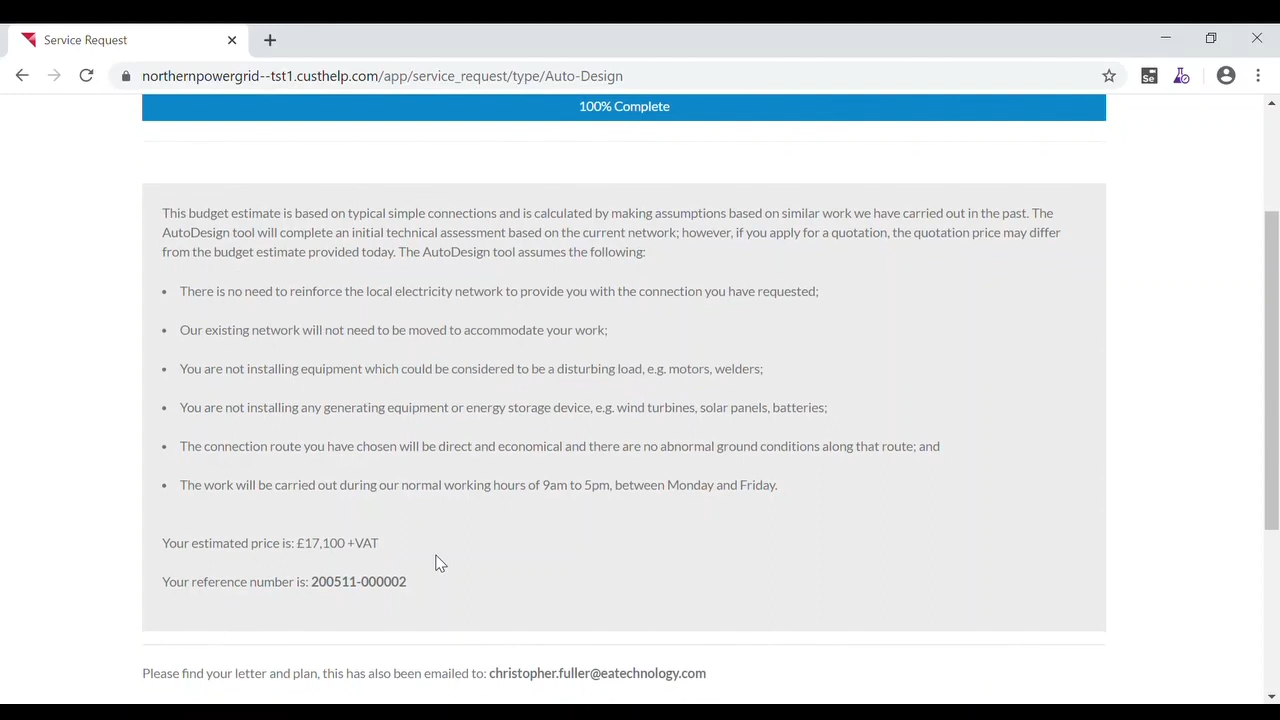 Service Request
northernpowergrid--tst1.custhelp.com/app/service_request/type/Auto-Design
Se
100% Complete
This budget estimate is based on typical simple connections and is calculated by making assumptions based on similar work we have carried out in the past. The
AutoDesign tool will complete an initial technical assessment based on the current network; however, if you apply for a quotation, the quotation price may differ
from the budget estimate provided today. The AutoDesign tool assumes the following:
• There is no need to reinforce the local electricity network to provide you with the connection you have requested;
• Our existing network will not need to be moved to accommodate your work;
• You are not installing equipment which could be considered to be a disturbing load, e.g. motors, welders;
• You are not installing any generating equipment or energy storage device, e.g. wind turbines, solar panels, batteries;
• The connection route you have chosen will be direct and economical and there are no abnormal ground conditions along that route; and
• The work will be carried out during our normal working hours of 9am to 5pm, between Monday and Friday.
Your estimated price is: £17,100 +VAT
Your reference number is: 200511-000002
Please find your letter and plan, this has also been emailed to: christopher.fuller@eatechnology.com